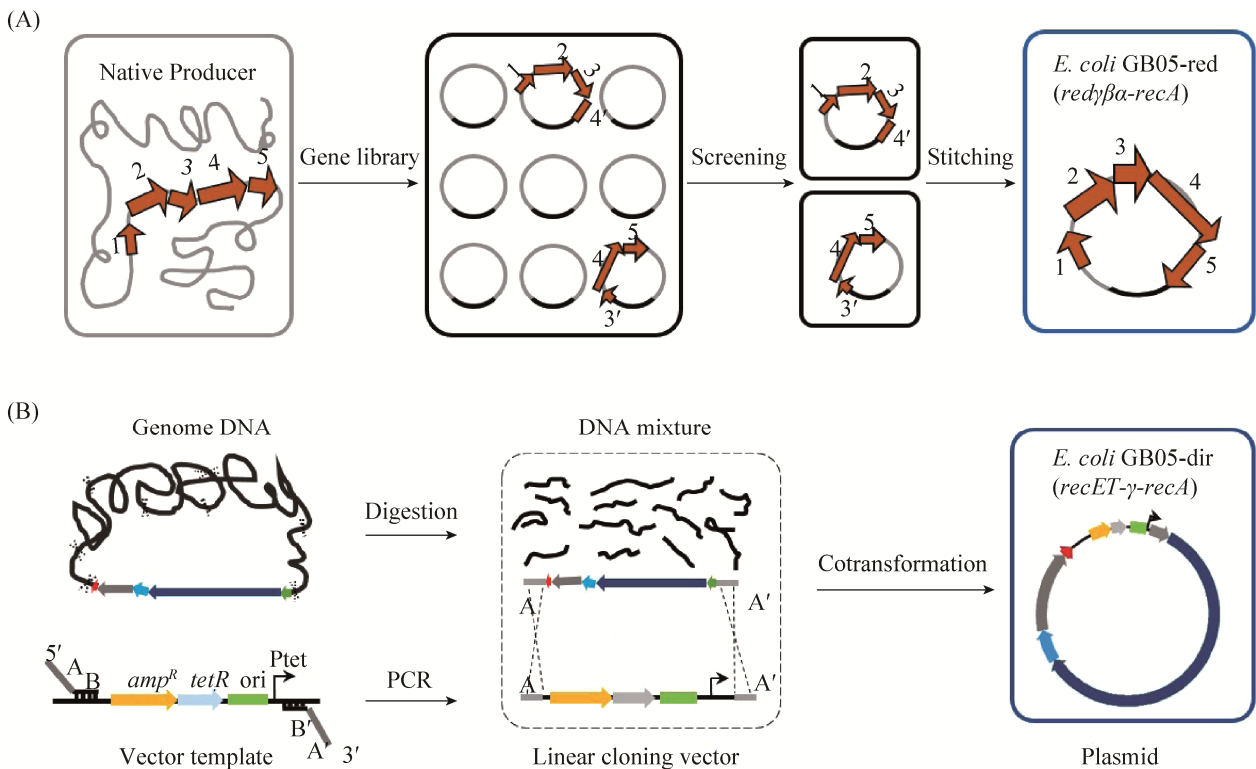 (A)
Native Producer
1
2
3
4
5
Gene library
1
2
3
4′
5
4
3′
Screening
1
2
3
4′
5
4
3′
Stitching
E. coli GB05-red
(redγβα-recA)
1
2
3
4
5
(B)
Genome DNA
Digestion
DNA mixture
A
A′
Cotransformation
E. coli GB05-dir
(recET-γ-recA)
5′
A
B
ampR tetR ori Ptet
B′
A′
3′
Vector template
PCR
A
A′
Linear cloning vector
Plasmid